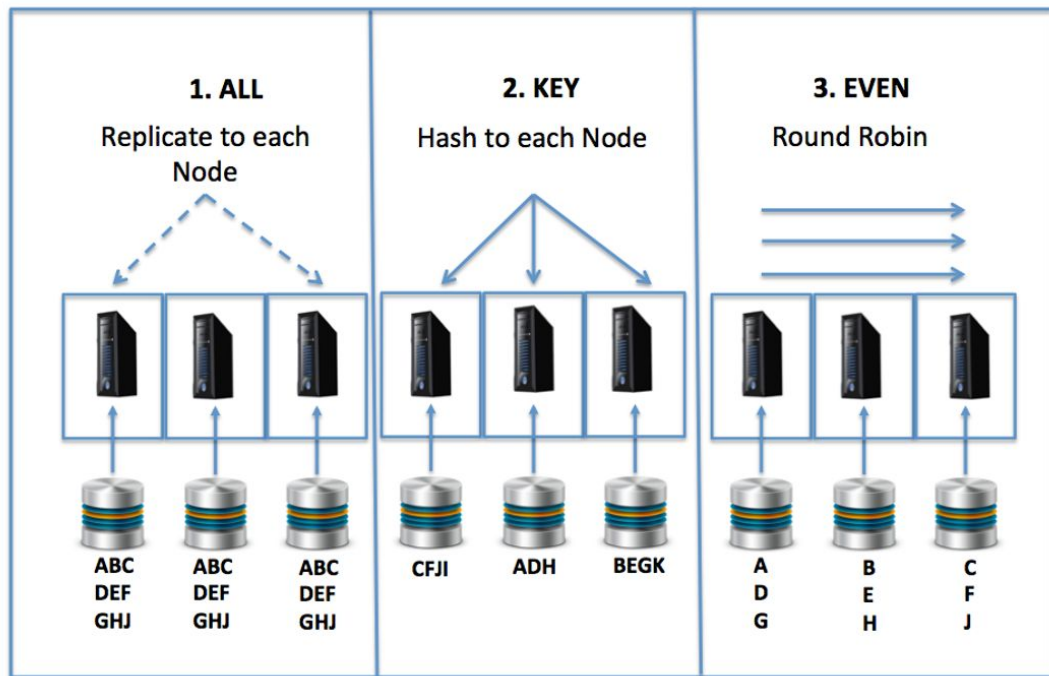 1. ALL
Replicate to each
Node
ABC
DEF
GHJ
ABC
DEF
GHJ
ABC
DEF
GHJ
2. KEY
Hash to each Node
CFJI
ADH
BEGK
3. EVEN
Round Robin
A
D
G
B
E
H
C
F
J